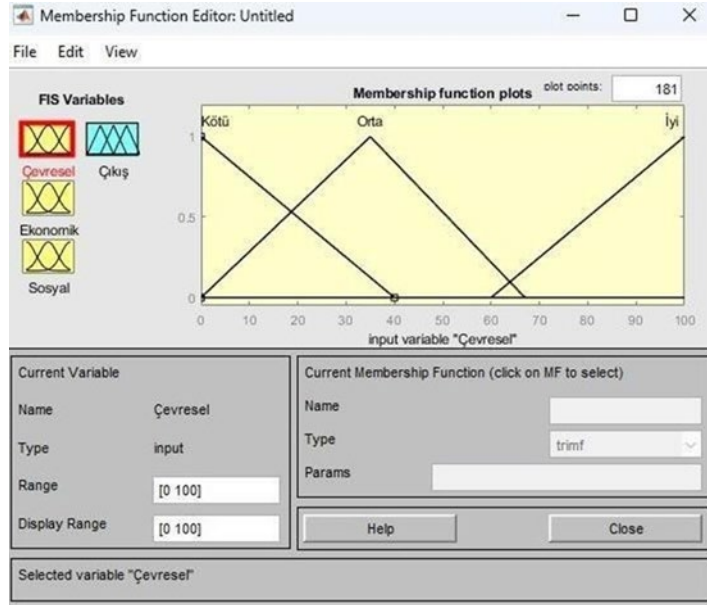 Membership Function Editor: Untitled
File Edit View
FIS Variables
Çevresel
Çıkış
Ekonomik
Sosyal
Membership function plots
plot points:
181
Kötü
Orta
İyi
1
0.5
0
0 10 20 30 40 50 60 70 80 90 100
input variable "Çevresel"
Current Variable
Name Çevresel
Type input
Range [0 100]
Display Range [0 100]
Current Membership Function (click on MF to select)
Name
Type trimf
Params
Help
Close
Selected variable "Çevresel"